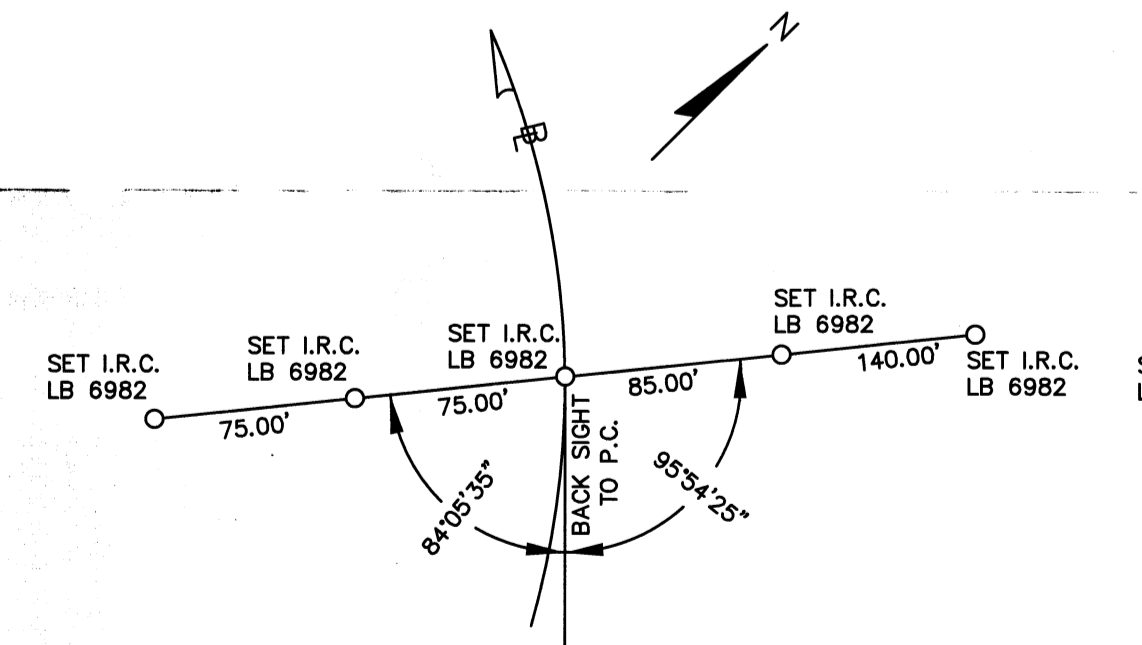 N
BL
SET I.R.C.
LB 6982
SET I.R.C.
LB 6982
SET I.R.C.
LB 6982
SET I.R.C.
LB 6982
SET I.R.C.
LB 6982
75.00'
75.00'
85.00'
140.00'
BACK SIGHT
TO P.C.
84°05'35"
95°54'25"
S
L